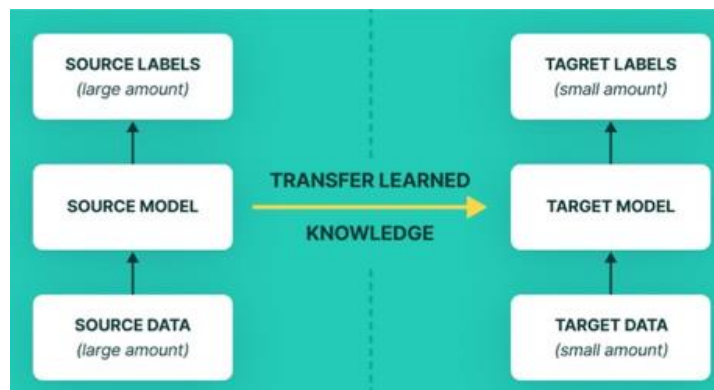 SOURCE LABELS
(large amount)
TAGRET LABELS
(small amount)
TRANSFER LEARNED
SOURCE MODEL
TARGET MODEL
KNOWLEDGE
SOURCE DATA
(large amount)
TARGET DATA
(small amount)